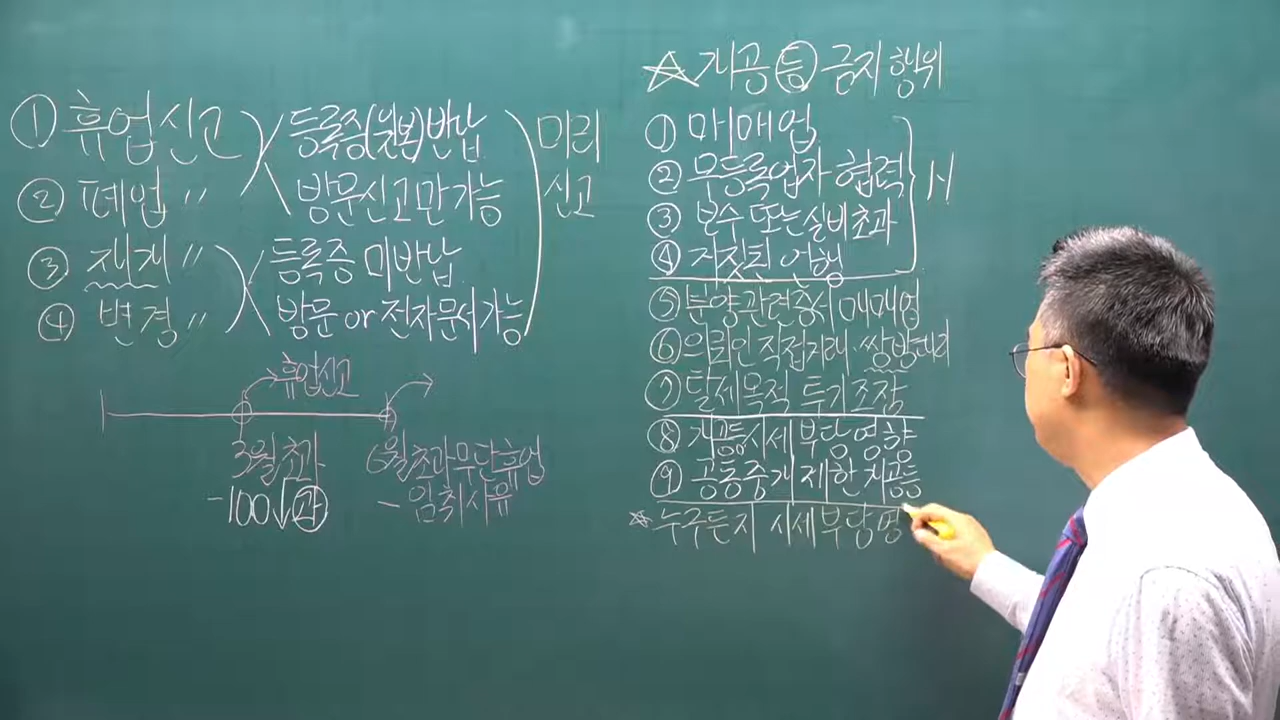 ① 휴업신고 등록증(원본)반납
② 폐업 〃 방문신고만 가능
③ 재개 〃 등록증 미반납
④ 변경 〃 방문 or 전자문서 가능
미리
신고
휴업신고
3월 초과
-100↓㉺
6월 초과 무단휴업
- 임취사유
☆ 개공 등 금지행위
① 매매업
② 무등록업자 협력
③ 보수 또는 실비초과
④ 거짓된 언행
⑤ 분양관련증서 매매업
⑥ 의뢰인 직접거래·쌍방대리
⑦ 탈세목적 투기조장
⑧ 개공등 시세 부당 영향
⑨ 공동중개 제한 개공등
☆ 누구든지 시세 부당 영